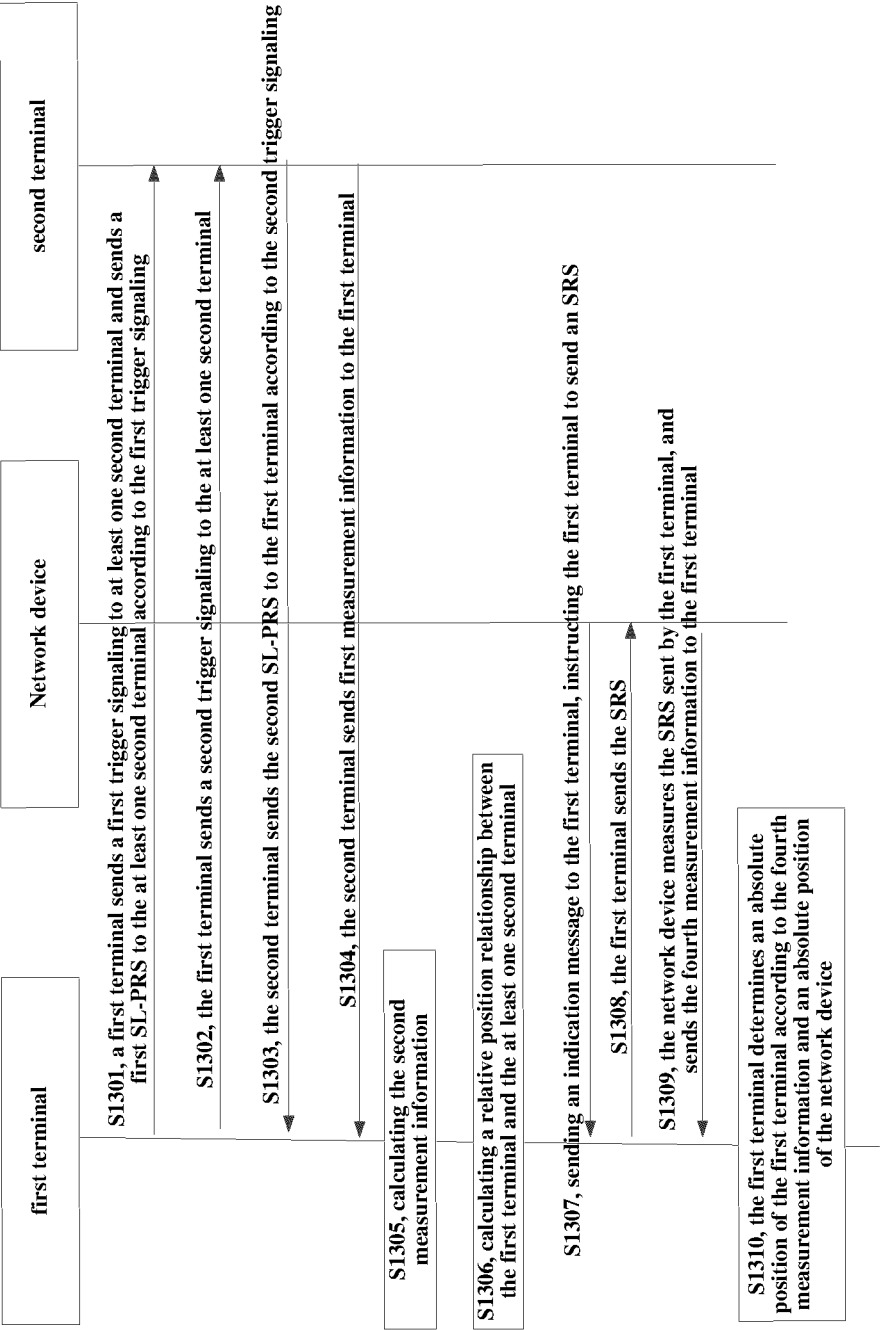 first terminal
Network device
second terminal
S1301, a first terminal sends a first trigger signaling to at least one second terminal and sends a
first SL-PRS to the at least one second terminal according to the first trigger signaling
S1302, the first terminal sends a second trigger signaling to the at least one second terminal
S1303, the second terminal sends the second SL-PRS to the first terminal according to the second trigger signaling
S1304, the second terminal sends first measurement information to the first terminal
S1305, calculating the second
measurement information
S1306, calculating a relative position relationship between
the first terminal and the at least one second terminal
S1307, sending an indication message to the first terminal, instructing the first terminal to send an SRS
S1308, the first terminal sends the SRS
S1309, the network device measures the SRS sent by the first terminal, and
sends the fourth measurement information to the first terminal
S1310, the first terminal determines an absolute
position of the first terminal according to the fourth
measurement information and an absolute position
of the network device